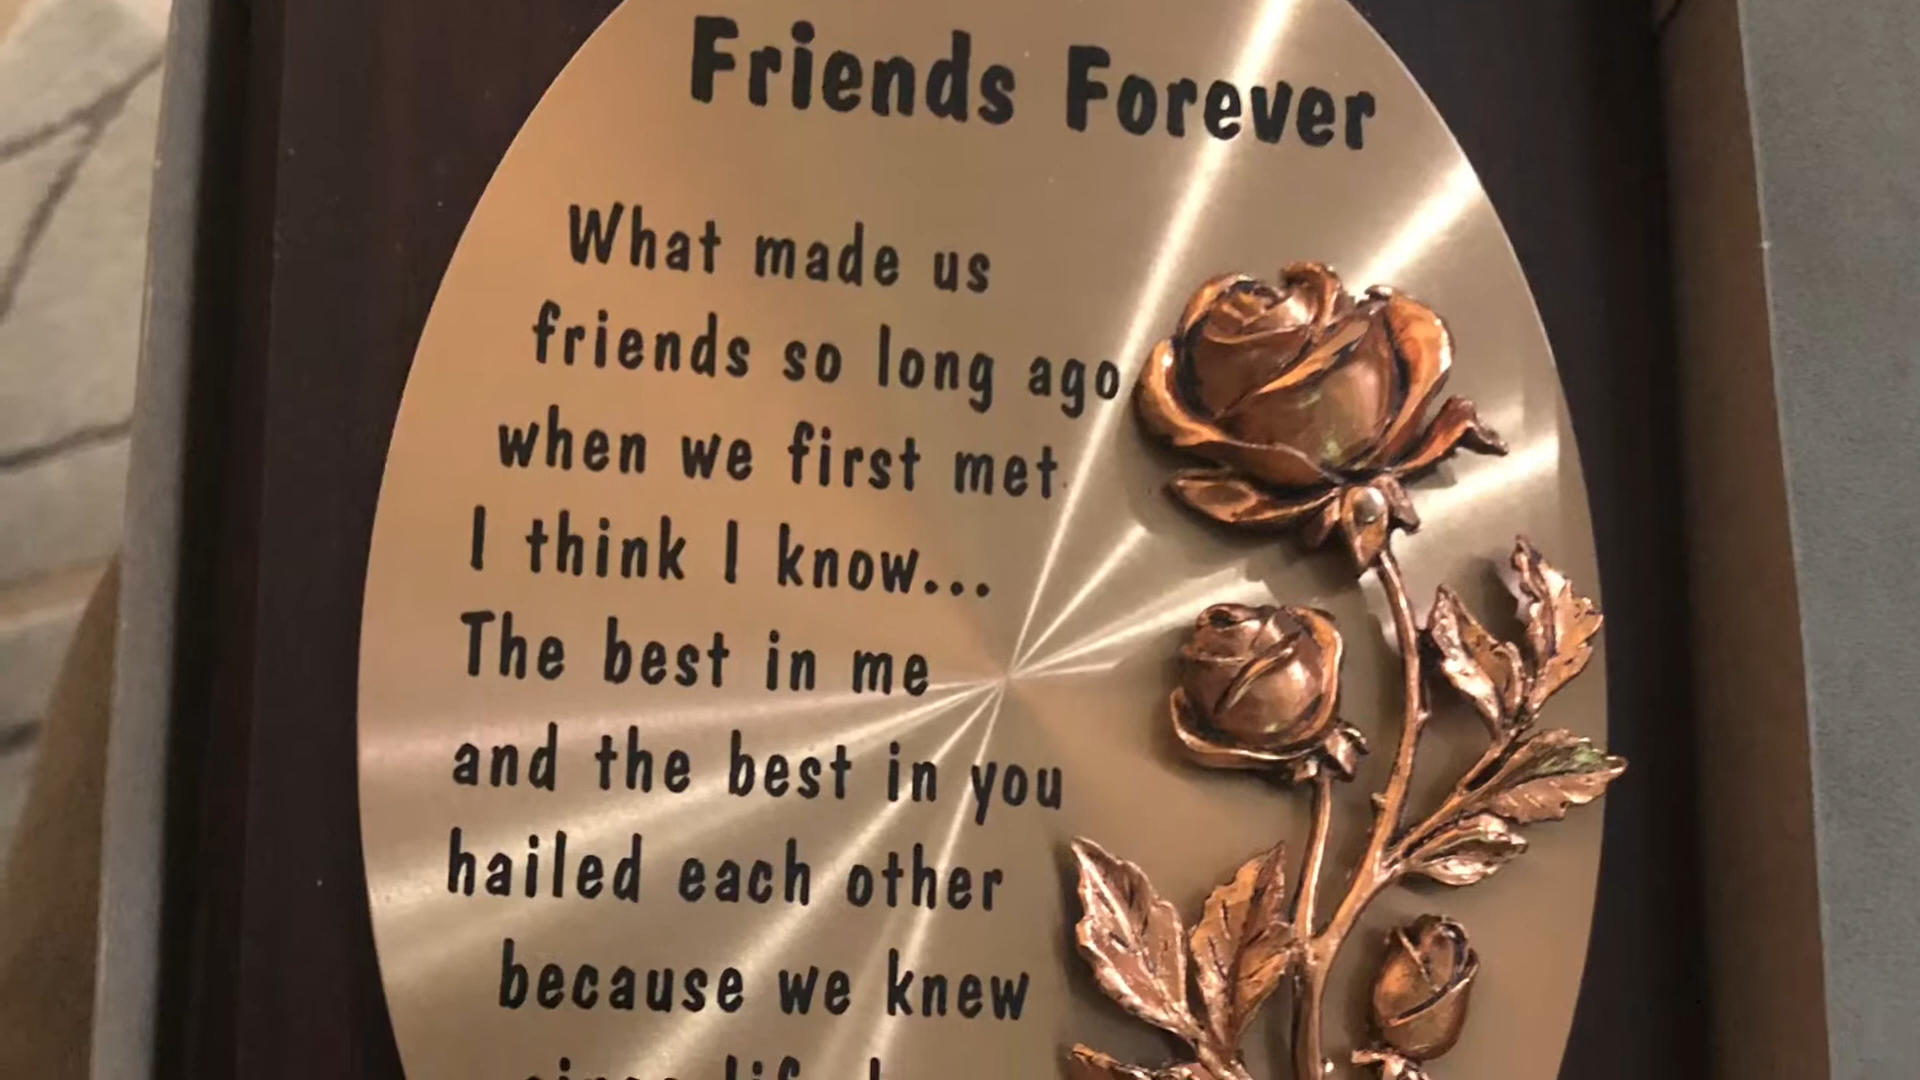 Friends Forever
What made us
friends so long ago
when we first met
I think I know...
The best in me
and the best in you
hailed each other
because we knew